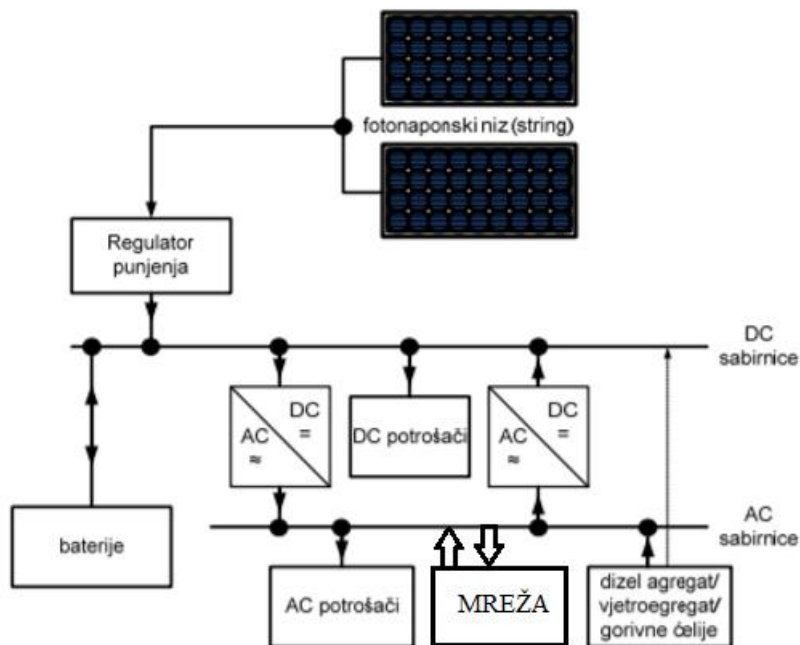 fotonaponski niz (string)
Regulator
punjenja
DC
sabirnice
DC
=
AC
≈
DC potrošači
DC
=
AC
≈
baterije
AC
sabirnice
AC potrošači
MREŽA
dizel agregat/
vjetroegregat/
gorivne ćelije